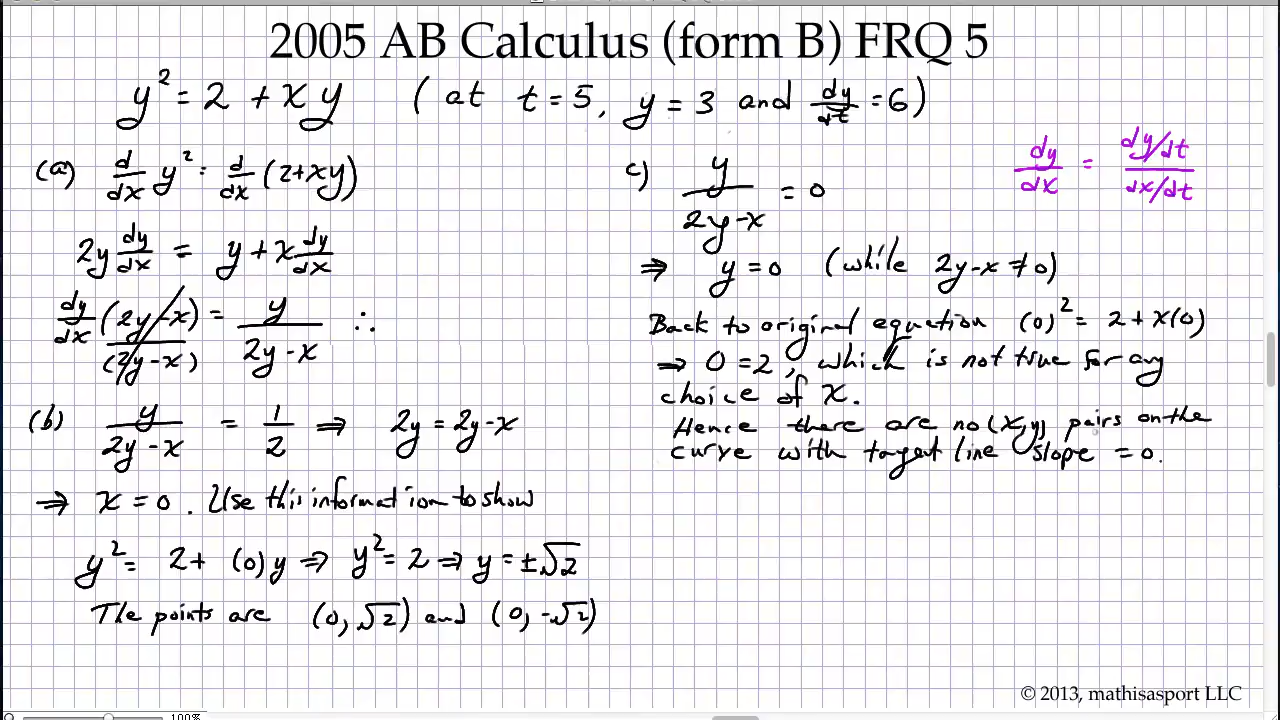 2005 AB Calculus (form B) FRQ 5
y² = 2 + xy (at t = 5, y = 3 and dy/dt = 6)
(a) d/dx y² = d/dx (2+xy)
2y dy/dx = y + x dy/dx
dy/dx (2y - x)/(2y - x) = y/(2y - x) ∴
(b) y/(2y - x) = 1/2 ⇒ 2y = 2y - x
⇒ x = 0. Use this information to show
y² = 2 + (0)y ⇒ y² = 2 ⇒ y = ±√2
The points are (0, √2) and (0, -√2)
c) y/(2y - x) = 0
⇒ y = 0 (while 2y - x ≠ 0)
Back to original equation (0)² = 2 + x(0)
⇒ 0 = 2, which is not true for any
choice of x.
Hence there are no (x,y) pairs on the
curve with tangent line slope = 0.
dy/dx = (dy/dt)/(dx/dt)
© 2013, mathisasport LLC
100%